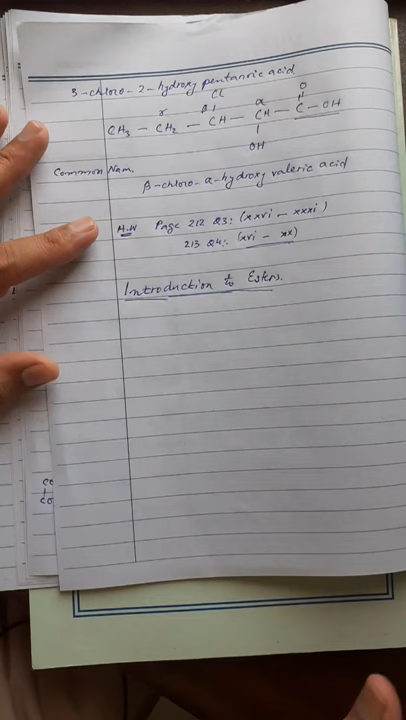 3-chloro-2-hydroxy pentanoic acid
γ β Cl α O
CH₃ — CH₂ — CH — CH — C — OH
OH
Common Nam.
β-chloro-α-hydroxy valeric acid
H.W Page 212 Q3: (xxvi — xxxi)
213 Q4: (xvi — xx)
Introduction to Esters.